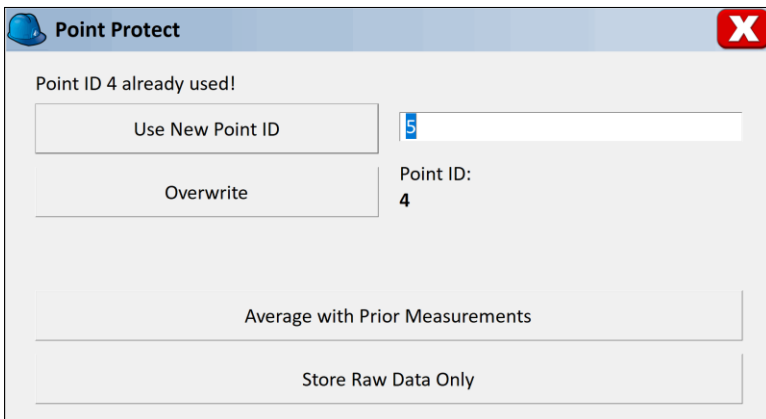 Point Protect
Point ID 4 already used!
Use New Point ID
5
Overwrite
Point ID:
4
Average with Prior Measurements
Store Raw Data Only